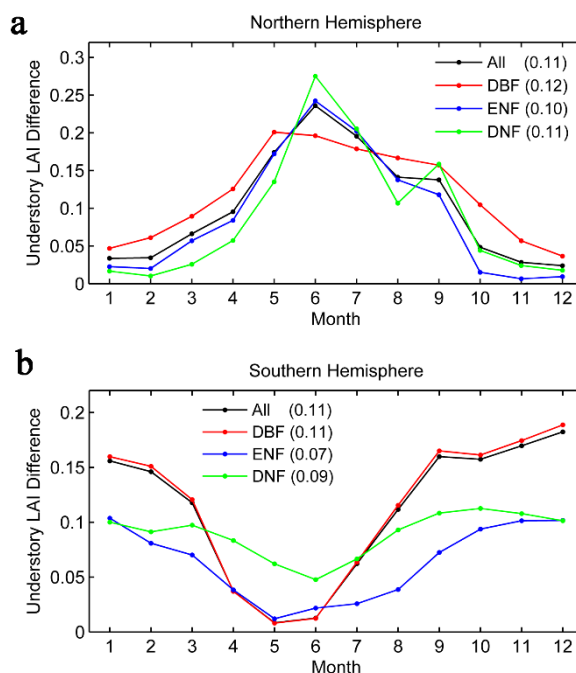 a
Northern Hemisphere
Understory LAI Difference
0.3
0.25
0.2
0.15
0.1
0.05
0
All (0.11)
DBF (0.12)
ENF (0.10)
DNF (0.11)
1 2 3 4 5 6 7 8 9 10 11 12
Month
b
Southern Hemisphere
Understory LAI Difference
0.2
0.15
0.1
0.05
0
All (0.11)
DBF (0.11)
ENF (0.07)
DNF (0.09)
1 2 3 4 5 6 7 8 9 10 11 12
Month